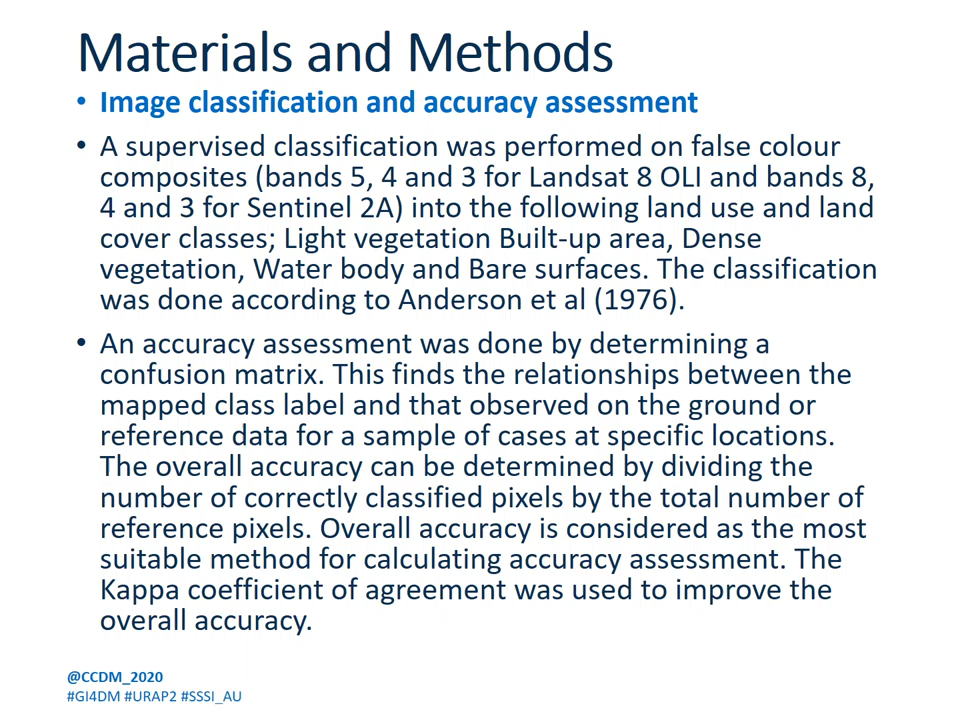 Materials and Methods
• Image classification and accuracy assessment
• A supervised classification was performed on false colour
composites (bands 5, 4 and 3 for Landsat 8 OLI and bands 8,
4 and 3 for Sentinel 2A) into the following land use and land
cover classes; Light vegetation Built-up area, Dense
vegetation, Water body and Bare surfaces. The classification
was done according to Anderson et al (1976).
• An accuracy assessment was done by determining a
confusion matrix. This finds the relationships between the
mapped class label and that observed on the ground or
reference data for a sample of cases at specific locations.
The overall accuracy can be determined by dividing the
number of correctly classified pixels by the total number of
reference pixels. Overall accuracy is considered as the most
suitable method for calculating accuracy assessment. The
Kappa coefficient of agreement was used to improve the
overall accuracy.
@CCDM_2020
#GI4DM #URAP2 #SSSI_AU